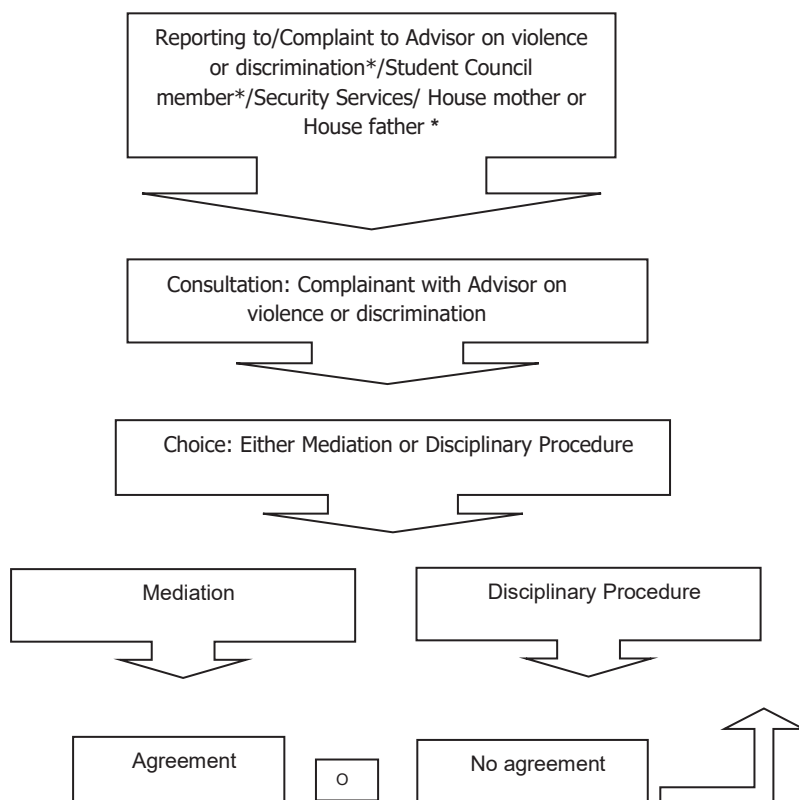 Reporting to/Complaint to Advisor on violence
or discrimination*/Student Council
member*/Security Services/ House mother or
House father *
Consultation: Complainant with Advisor on
violence or discrimination
Choice: Either Mediation or Disciplinary Procedure
Mediation
Disciplinary Procedure
Agreement
O
No agreement